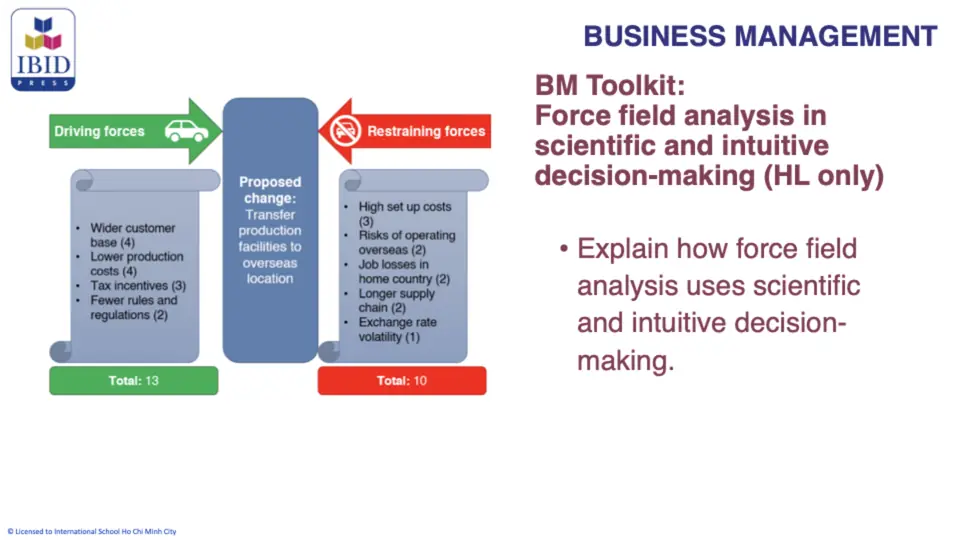 IBID
PRESS
BUSINESS MANAGEMENT
BM Toolkit:
Force field analysis in
scientific and intuitive
decision-making (HL only)
• Explain how force field
analysis uses scientific
and intuitive decision-
making.
Driving forces
Restraining forces
Proposed
change:
Transfer
production
facilities to
overseas
location
• Wider customer
base (4)
• Lower production
costs (4)
• Tax incentives (3)
• Fewer rules and
regulations (2)
• High set up costs
(3)
• Risks of operating
overseas (2)
• Job losses in
home country (2)
• Longer supply
chain (2)
• Exchange rate
volatility (1)
Total: 13
Total: 10
© Licensed to International School Ho Chi Minh City